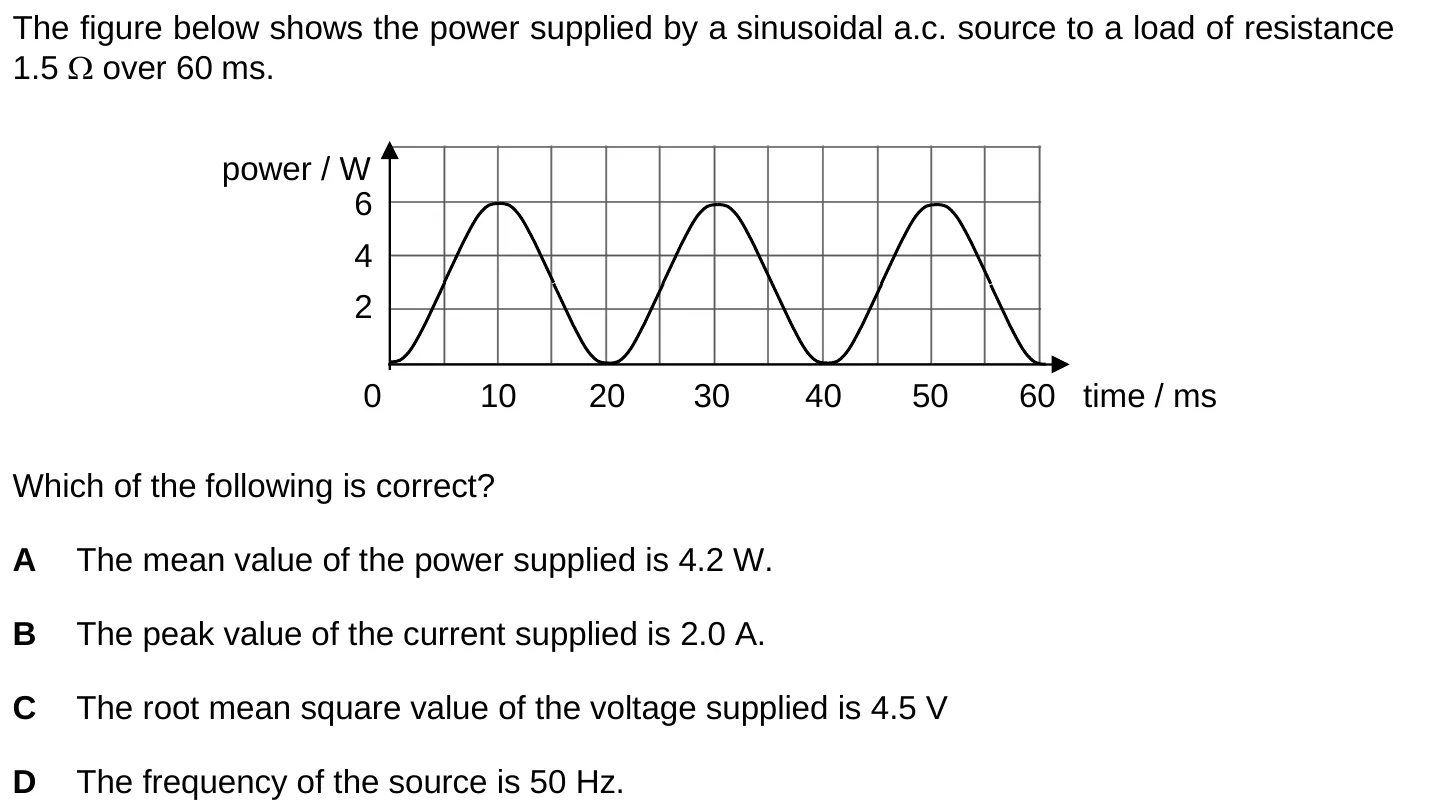 The figure below shows the power supplied by a sinusoidal a.c. source to a load of resistance
1.5 Ω over 60 ms.
power / W
6
4
2
0 10 20 30 40 50 60 time / ms
Which of the following is correct?
A The mean value of the power supplied is 4.2 W.
B The peak value of the current supplied is 2.0 A.
C The root mean square value of the voltage supplied is 4.5 V
D The frequency of the source is 50 Hz.